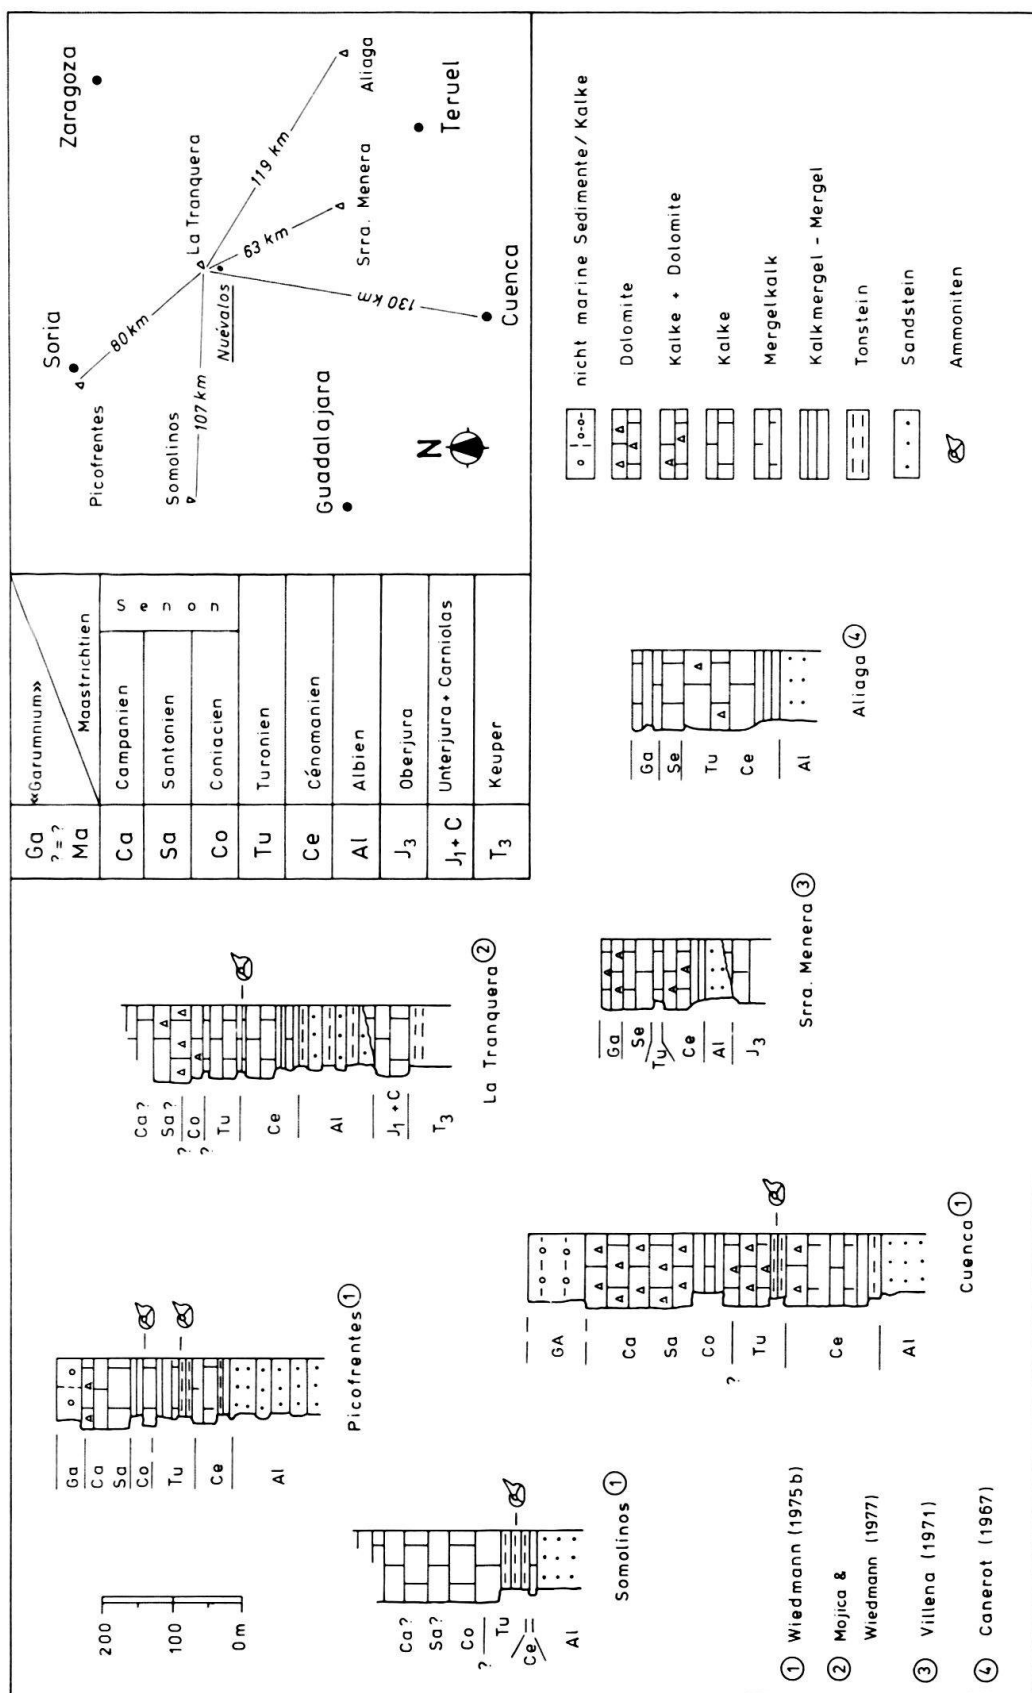 200
100
0 m
Ga
Ca
Sa
Co
Tu
Ce
Al
Picofrentes ①
Ca?
Sa?
Co
?
Tu
Ce
Al
Somolinos ①
Ca?
Sa?
?
Co
?
Tu
Ce
Al
J₁ + C
T₃
La Tranquera ②
GA
Ca
Sa
Co
?
Tu
Ce
Al
Cuenca ①
Ga
Se
Tu
Ce
Al
J₃
Srra. Menera ③
Ga
Se
Tu
Ce
Al
Aliaga ④
① Wiedmann (1975b)
② Mojica &
Wiedmann (1977)
③ Villena (1971)
④ Canerot (1967)
Ga
? = ?
Ma
«Garumnium»
Maastrichtien
Ca Campanien
Sa Santonien
Co Coniacien
Senon
Tu Turonien
Ce Cénomanien
Al Albien
J₃ Oberjura
J₁ + C Unterjura + Carniolas
T₃ Keuper
Soria
Zaragoza
Picofrentes
80 km
La Tranquera
Somolinos
107 km
Nuévalos
119 km
63 km
Aliaga
Srra. Menera
130 km
Guadalajara
N
Teruel
Cuenca
nicht marine Sedimente / Kalke
Dolomite
Kalke + Dolomite
Kalke
Mergelkalk
Kalkmergel - Mergel
Tonstein
Sandstein
Ammoniten